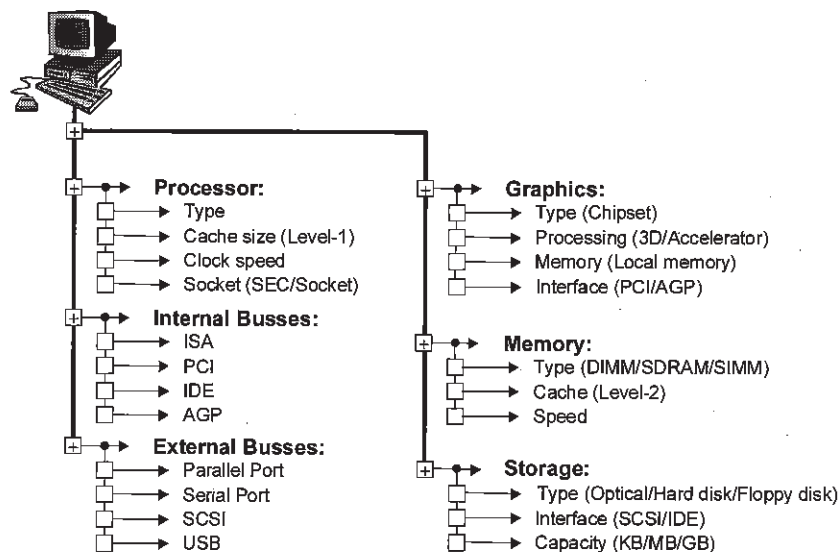 Processor:
Type
Cache size (Level-1)
Clock speed
Socket (SEC/Socket)
Internal Busses:
ISA
PCI
IDE
AGP
External Busses:
Parallel Port
Serial Port
SCSI
USB
Graphics:
Type (Chipset)
Processing (3D/Accelerator)
Memory (Local memory)
Interface (PCI/AGP)
Memory:
Type (DIMM/SDRAM/SIMM)
Cache (Level-2)
Speed
Storage:
Type (Optical/Hard disk/Floppy disk)
Interface (SCSI/IDE)
Capacity (KB/MB/GB)